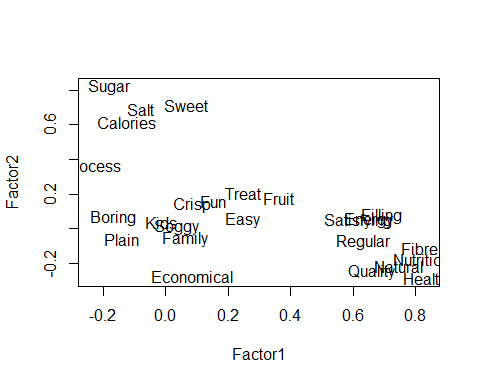 Sugar
Salt
Sweet
Calories
ocess
Treat
Fruit
Crisp
Fun
Boring
Kids
Soggy
Easy
Satisfying
Energy
Filling
Plain
Family
Regular
Fibre
Nutritio
Natural
Quality
Economical
Healt
Factor2
-0.2
0.2
0.6
-0.2
0.0
0.2
0.4
0.6
0.8
Factor1